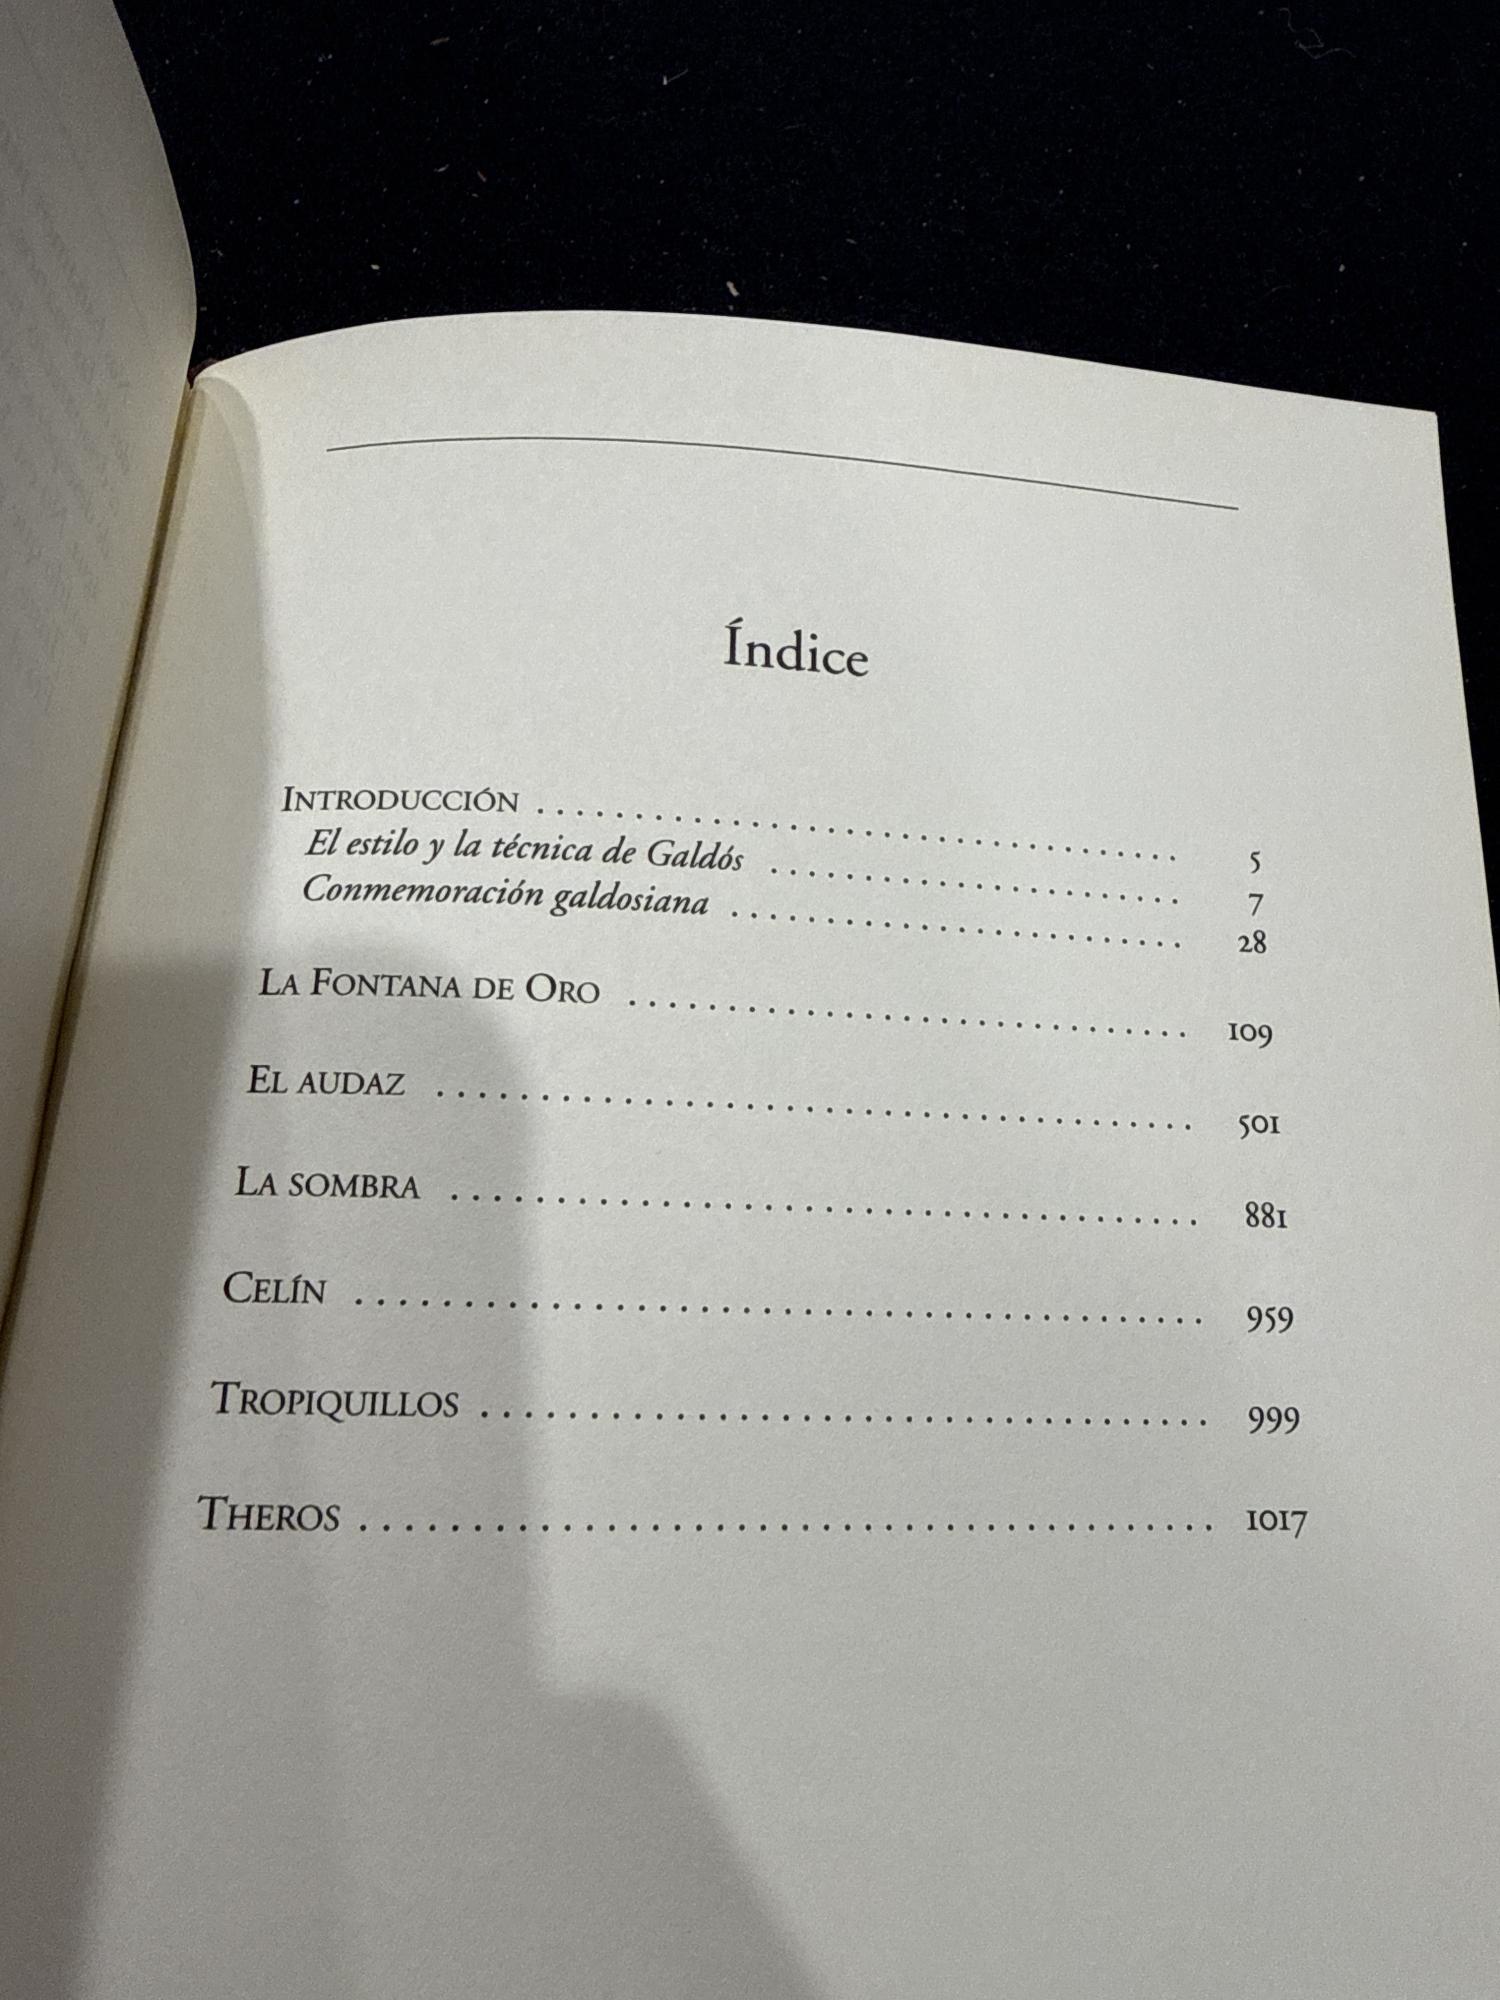 Índice
Introducción . . . . . . . . . . . . . . . . . . . . . . . . . . . . . . . . . 5
El estilo y la técnica de Galdós . . . . . . . . . . . . . . . . . . . . . 7
Conmemoración galdosiana . . . . . . . . . . . . . . . . . . . . . . . 28
La Fontana de Oro . . . . . . . . . . . . . . . . . . . . . . . . . . . . 109
El audaz . . . . . . . . . . . . . . . . . . . . . . . . . . . . . . . . . . . . . 501
La sombra . . . . . . . . . . . . . . . . . . . . . . . . . . . . . . . . . . . . 881
Celín . . . . . . . . . . . . . . . . . . . . . . . . . . . . . . . . . . . . . . . . 959
Tropiquillos . . . . . . . . . . . . . . . . . . . . . . . . . . . . . . . . . . 999
Theros . . . . . . . . . . . . . . . . . . . . . . . . . . . . . . . . . . . . . . 1017